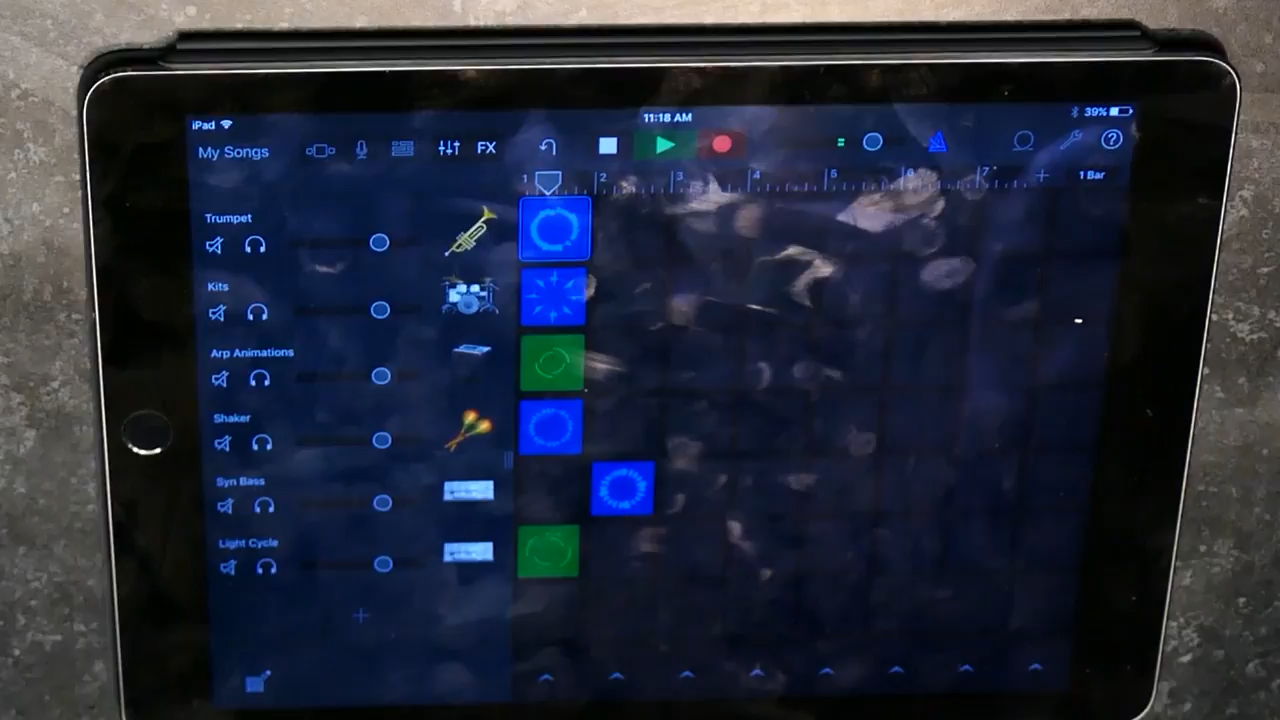 iPad 11:18 AM 39%
My Songs FX ?
1 2 3 4 5 6 7 + 1 Bar
Trumpet
Kits
Arp Animations
Shaker
Syn Bass
Light Cycle
+